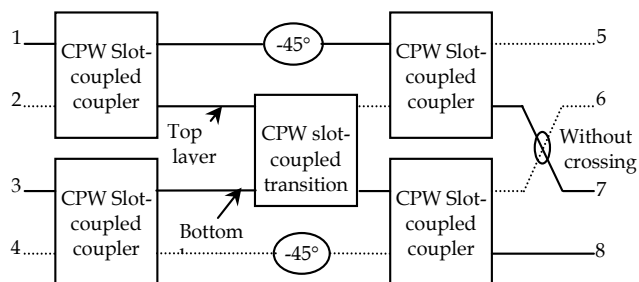 1
2
3
4
CPW Slot-
coupled
coupler
CPW Slot-
coupled
coupler
-45°
Top
layer
CPW slot-
coupled
transition
Bottom
-45°
CPW Slot-
coupled
coupler
CPW Slot-
coupled
coupler
5
6
Without
crossing
7
8